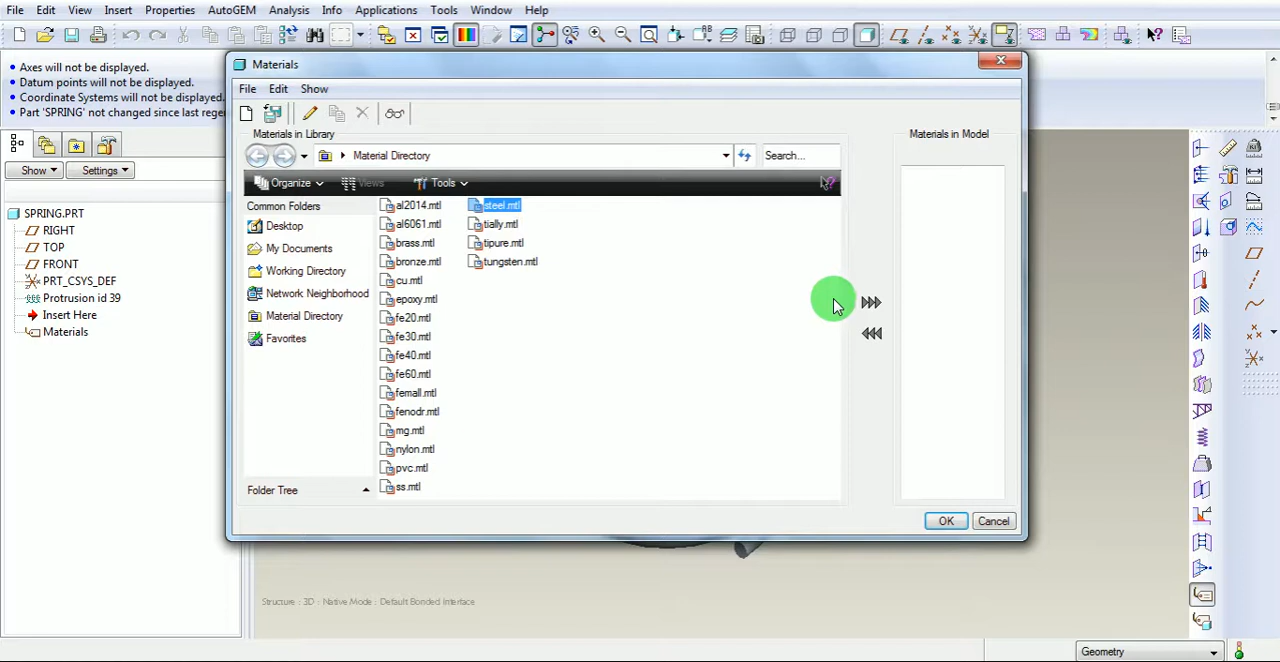 File Edit View Insert Properties AutoGEM Analysis Info Applications Tools Window Help
Axes will not be displayed.
Datum points will not be displayed.
Coordinate Systems will not be displayed.
Part 'SPRING' not changed since last rege
Show Settings
SPRING.PRT
RIGHT
TOP
FRONT
PRT_CSYS_DEF
Protrusion id 39
Insert Here
Materials
Materials
File Edit Show
Materials in Library
Materials in Model
Material Directory
Search...
Organize Views Tools
Common Folders
Desktop
My Documents
Working Directory
Network Neighborhood
Material Directory
Favorites
Folder Tree
al2014.mtl
al6061.mtl
brass.mtl
bronze.mtl
cu.mtl
epoxy.mtl
fe20.mtl
fe30.mtl
fe40.mtl
fe60.mtl
femall.mtl
fenodr.mtl
mg.mtl
nylon.mtl
pvc.mtl
ss.mtl
steel.mtl
tially.mtl
tipure.mtl
tungsten.mtl
OK Cancel
Structure : 3D : Native Mode : Default Bonded Interface
Geometry